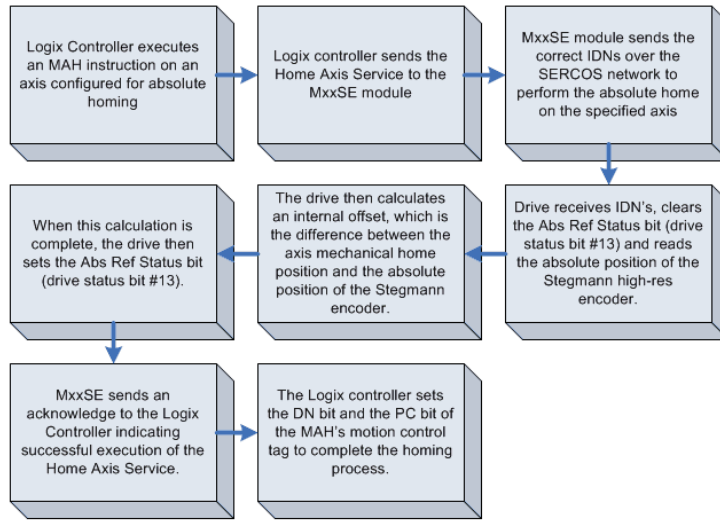 Logix Controller executes
an MAH instruction on an
axis configured for absolute
homing
Logix controller sends the
Home Axis Service to the
MxxSE module
MxxSE module sends the
correct IDNs over the
SERCOS network to
perform the absolute home
on the specified axis
Drive receives IDN's, clears
the Abs Ref Status bit (drive
status bit #13) and reads
the absolute position of the
Stegmann high-res
encoder.
The drive then calculates
an internal offset, which is
the difference between the
axis mechanical home
position and the absolute
position of the Stegmann
encoder.
When this calculation is
complete, the drive then
sets the Abs Ref Status bit
(drive status bit #13).
MxxSE sends an
acknowledge to the Logix
Controller indicating
successful execution of the
Home Axis Service.
The Logix controller sets
the DN bit and the PC bit of
the MAH's motion control
tag to complete the homing
process.